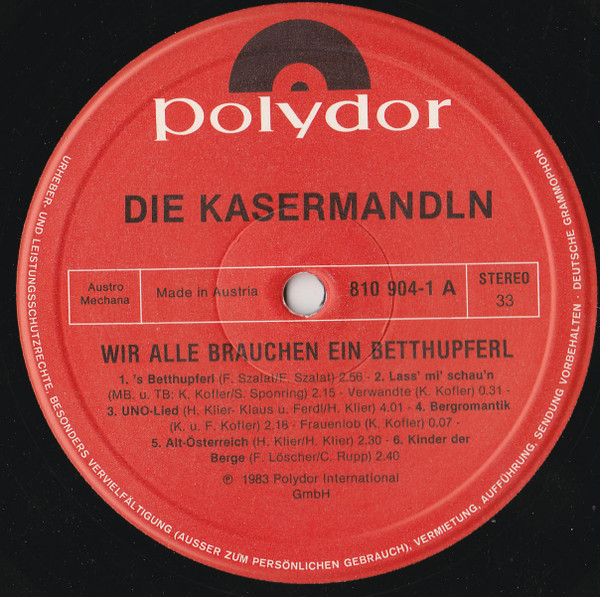 polydor
DIE KASERMANDLN
Austro
Mechana
Made in Austria
810 904-1 A
STEREO
33
WIR ALLE BRAUCHEN EIN BETTHUPFERL
1. 's Betthupferl (F. Szalat/E. Szalat) 2.56 - 2. Lass' mi' schau'n
(MB. u. TB: K. Kofler/S. Sponring) 2.15 - Verwandte (K. Kofler) 0.31 -
3. UNO-Lied (H. Klier- Klaus u. Ferdl/H. Klier) 4.01 - 4. Bergromantik
(K. u. F. Kofler) 2.18 - Frauenlob (K. Kofler) 0.07 -
5. Alt-Österreich (H. Klier/H. Klier) 2.30 - 6. Kinder der
Berge (F. Löscher/C. Rupp) 2.40
℗ 1983 Polydor International
GmbH
URHEBER- UND LEISTUNGSSCHUTZRECHTE, BESONDERS VERVIELFÄLTIGUNG (AUSSER ZUM PERSÖNLICHEN GEBRAUCH), VERMIETUNG, AUFFÜHRUNG, SENDUNG VORBEHALTEN · DEUTSCHE GRAMMOPHON